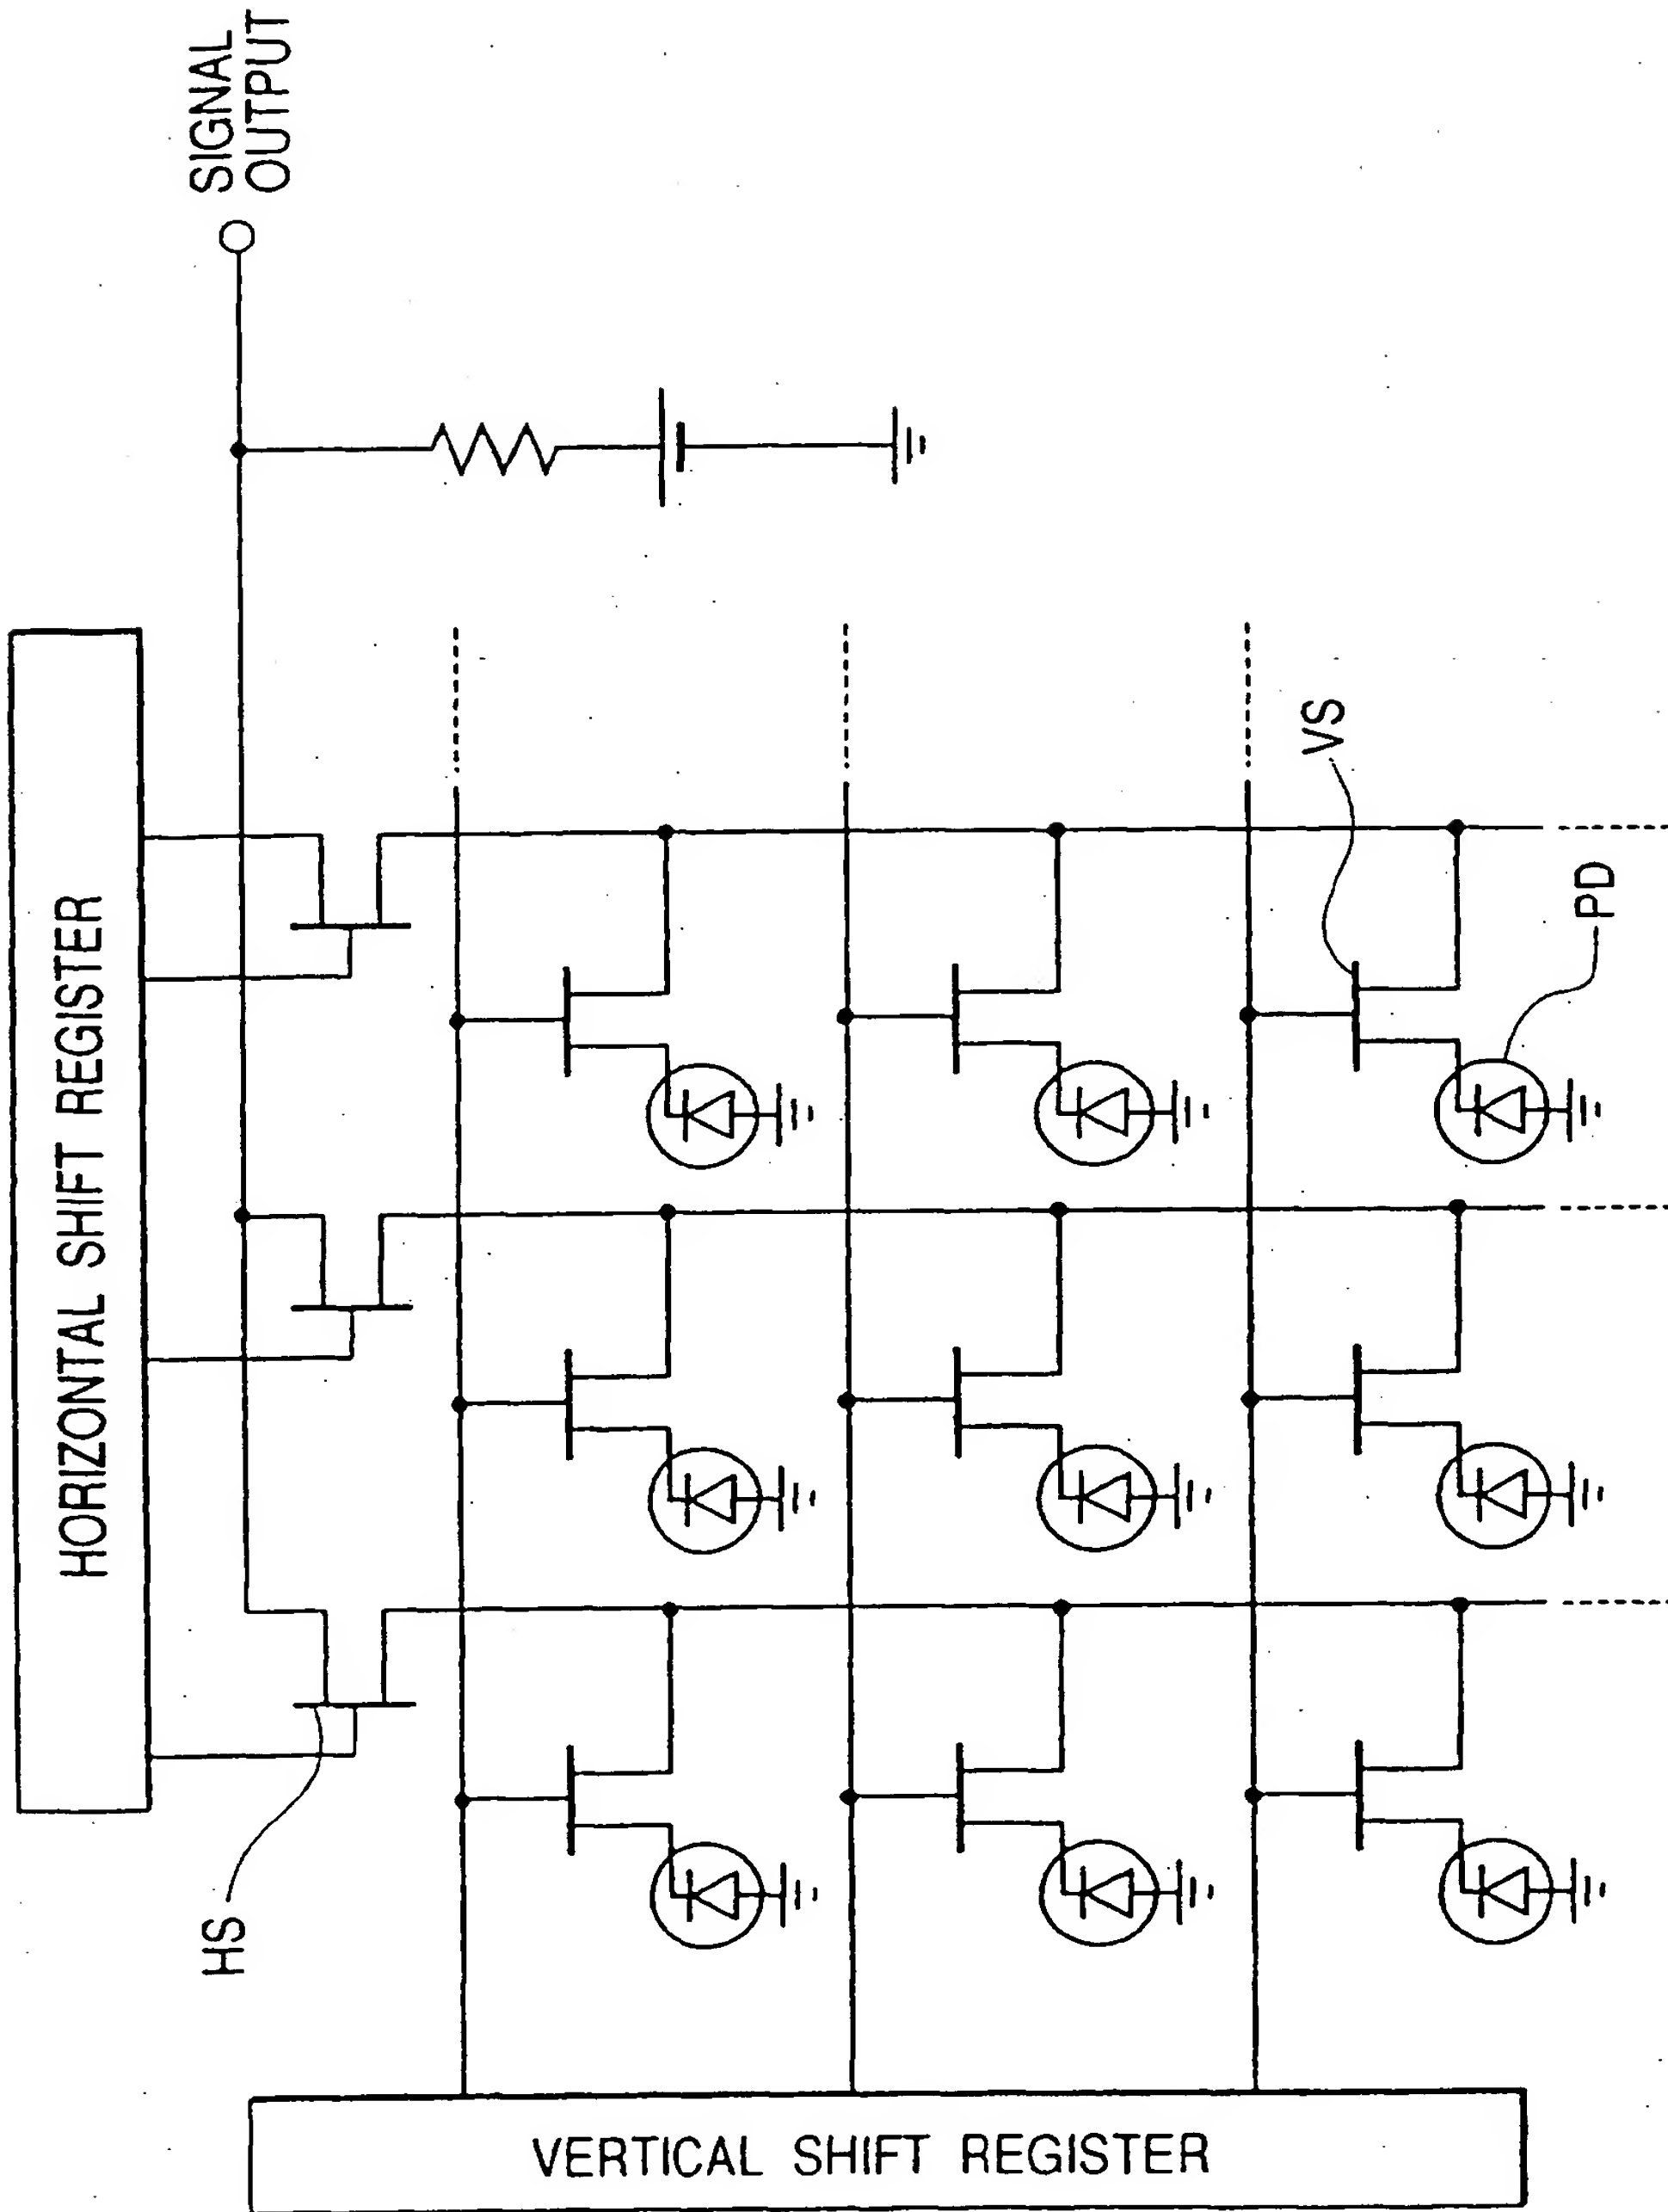 HORIZONTAL SHIFT REGISTER
SIGNAL
OUTPUT
HS
VS
PD
VERTICAL SHIFT REGISTER